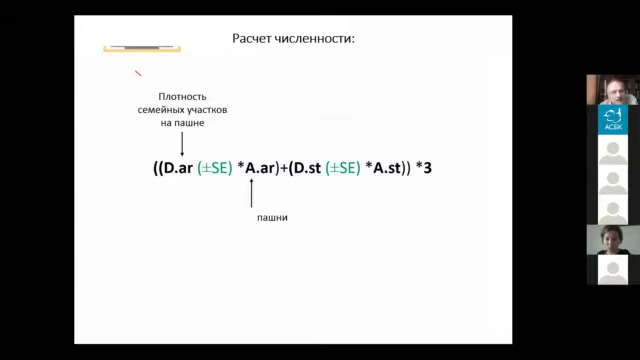 Расчет численности:
Плотность
семейных участков
на пашне
((D.ar (±SE) *A.ar)+(D.st (±SE) *A.st)) *3
пашни
АСБК